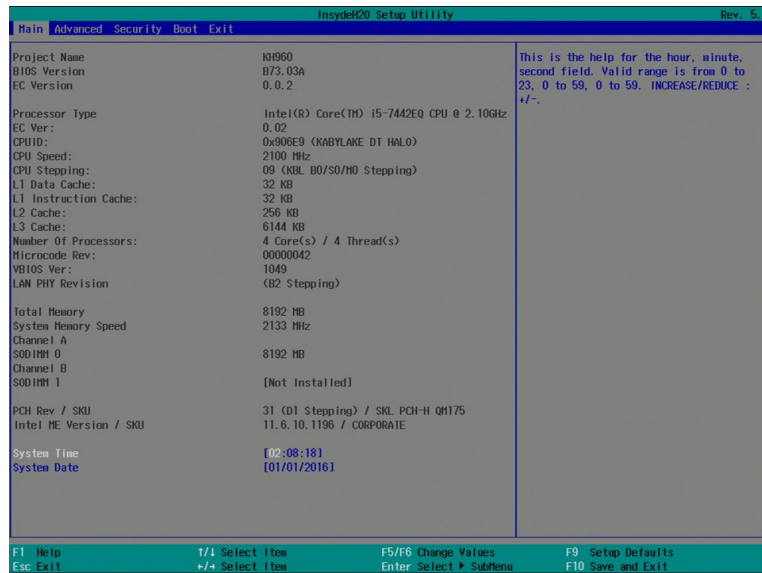 InsydeH20 Setup Utility Rev. 5.
Main Advanced Security Boot Exit
Project Name KH960
BIOS Version B73.03A
EC Version 0.0.2
Processor Type Intel(R) Core(TM) i5-7442EQ CPU @ 2.10GHz
EC Ver: 0.02
CPUID: 0x906E9 (KABYLAKE DT HALO)
CPU Speed: 2100 MHz
CPU Stepping: 09 (KBL B0/S0/M0 Stepping)
L1 Data Cache: 32 KB
L1 Instruction Cache: 32 KB
L2 Cache: 256 KB
L3 Cache: 6144 KB
Number Of Processors: 4 Core(s) / 4 Thread(s)
Microcode Rev: 00000042
VBIOS Ver: 1049
LAN PHY Revision (B2 Stepping)
Total Memory 8192 MB
System Memory Speed 2133 MHz
Channel A
SODIMM 0 8192 MB
Channel B
SODIMM 1 [Not Installed]
PCH Rev / SKU 31 (D1 Stepping) / SKL PCH-H QM175
Intel ME Version / SKU 11.6.10.1196 / CORPORATE
System Time [02:08:18]
System Date [01/01/2016]
This is the help for the hour, minute,
second field. Valid range is from 0 to
23, 0 to 59, 0 to 59. INCREASE/REDUCE :
+/-.
F1 Help ↑/↓ Select Item F5/F6 Change Values F9 Setup Defaults
Esc Exit ←/→ Select Item Enter Select ▶ SubMenu F10 Save and Exit